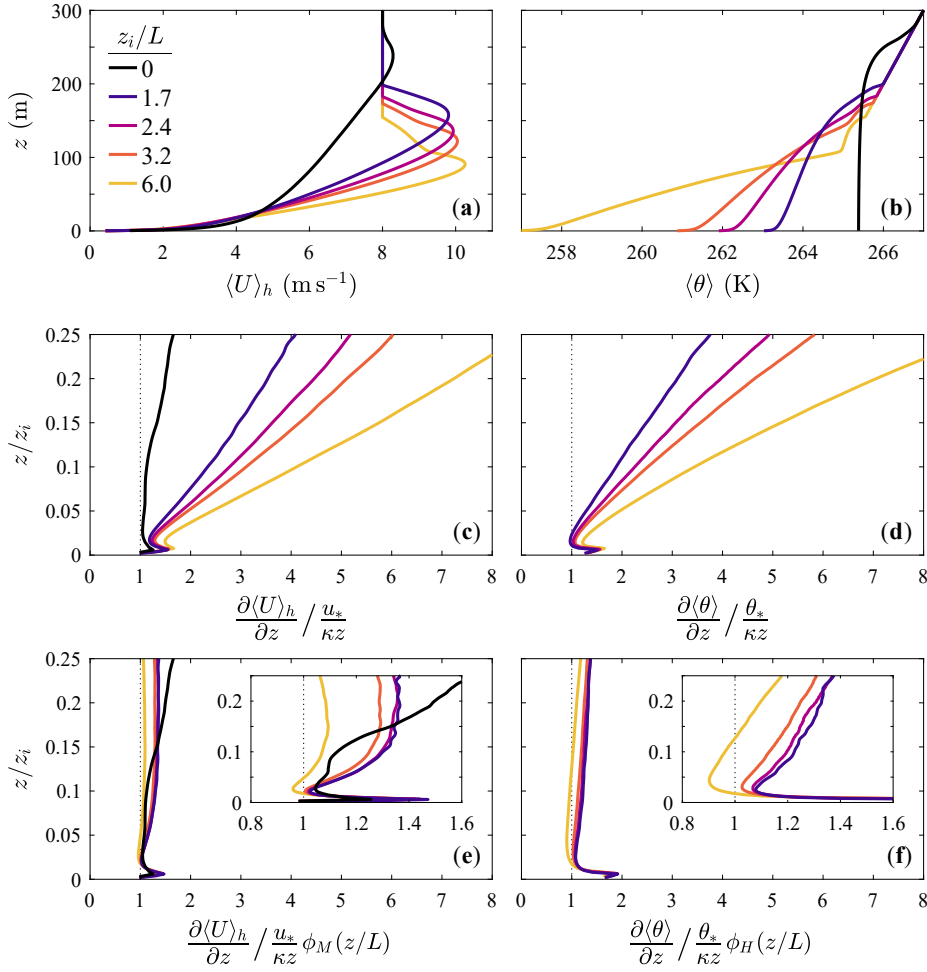 300
200
100
0
z (m)
z_i/L
0
1.7
2.4
3.2
6.0
(a)
0 2 4 6 8 10
⟨U⟩_h (m s⁻¹)
(b)
258 260 262 264 266
⟨θ⟩ (K)
0.25
0.2
0.15
0.1
0.05
0
z/z_i
(c)
0 1 2 3 4 5 6 7 8
∂⟨U⟩_h/∂z / u_*/κz
(d)
0 1 2 3 4 5 6 7 8
∂⟨θ⟩/∂z / θ_*/κz
0.25
0.2
0.15
0.1
0.05
0
z/z_i
0.2
0.1
0
0.8 1 1.2 1.4 1.6
(e)
0 1 2 3 4 5 6 7 8
∂⟨U⟩_h/∂z / u_*/κz ϕ_M(z/L)
0.2
0.1
0
0.8 1 1.2 1.4 1.6
(f)
0 1 2 3 4 5 6 7 8
∂⟨θ⟩/∂z / θ_*/κz ϕ_H(z/L)